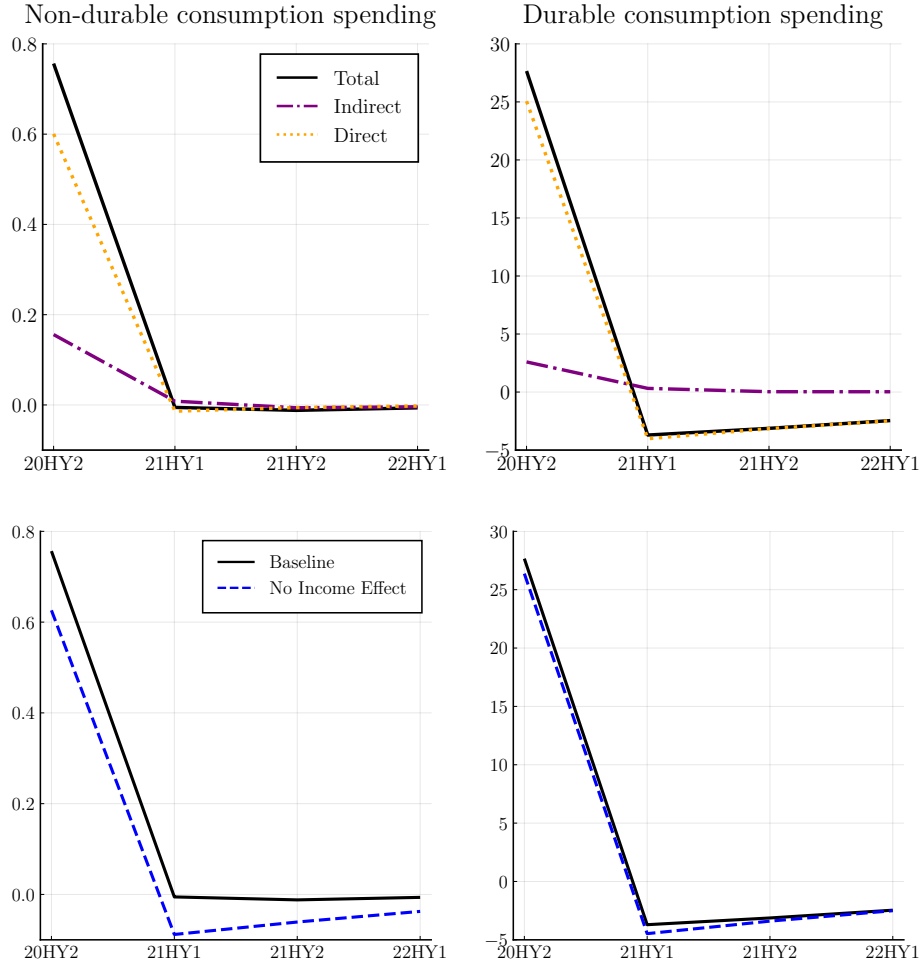 Non-durable consumption spending
Durable consumption spending
0.8
0.6
0.4
0.2
0.0
20HY2 21HY1 21HY2 22HY1
Total
Indirect
Direct
30
25
20
15
10
5
0
−5
20HY2 21HY1 21HY2 22HY1
0.8
0.6
0.4
0.2
0.0
20HY2 21HY1 21HY2 22HY1
Baseline
No Income Effect
30
25
20
15
10
5
0
−5
20HY2 21HY1 21HY2 22HY1